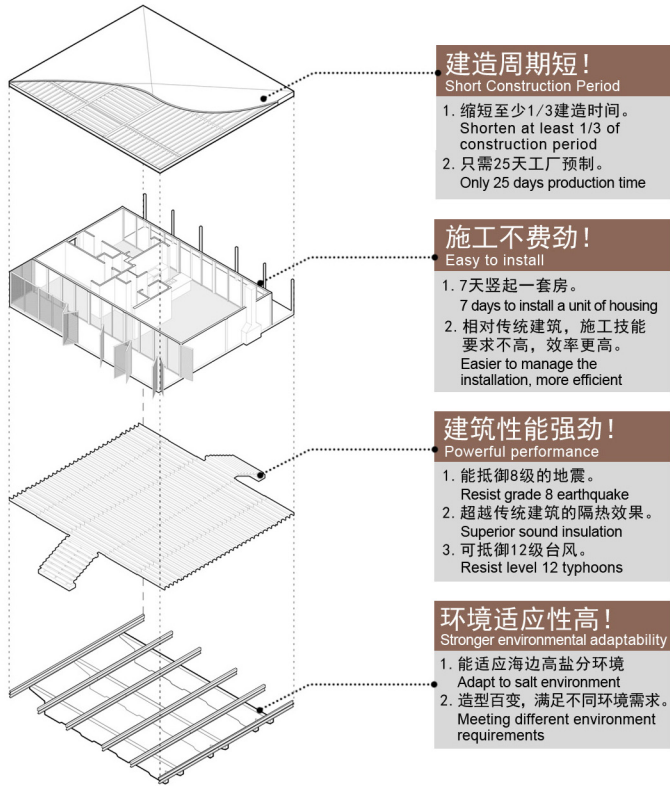 建造周期短！
Short Construction Period
1. 缩短至少1/3建造时间。
Shorten at least 1/3 of
construction period
2. 只需25天工厂预制。
Only 25 days production time
施工不费劲！
Easy to install
1. 7天竖起一套房。
7 days to install a unit of housing
2. 相对传统建筑，施工技能
要求不高，效率更高。
Easier to manage the
installation, more efficient
建筑性能强劲！
Powerful performance
1. 能抵御8级的地震。
Resist grade 8 earthquake
2. 超越传统建筑的隔热效果。
Superior sound insulation
3. 可抵御12级台风。
Resist level 12 typhoons
环境适应性高！
Stronger environmental adaptability
1. 能适应海边高盐分环境
Adapt to salt environment
2. 造型百变，满足不同环境需求。
Meeting different environment
requirements